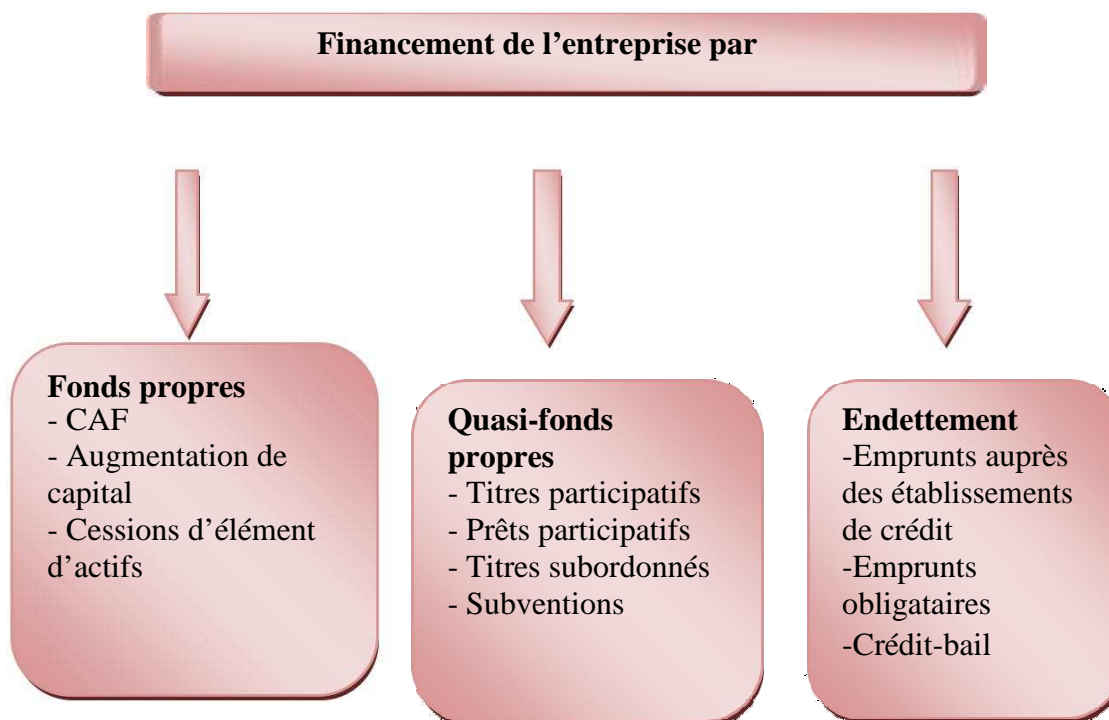 Financement de l’entreprise par
Fonds propres
- CAF
- Augmentation de
capital
- Cessions d’élément
d’actifs
Quasi-fonds
propres
- Titres participatifs
- Prêts participatifs
- Titres subordonnés
- Subventions
Endettement
-Emprunts auprès
des établissements
de crédit
-Emprunts
obligataires
-Crédit-bail